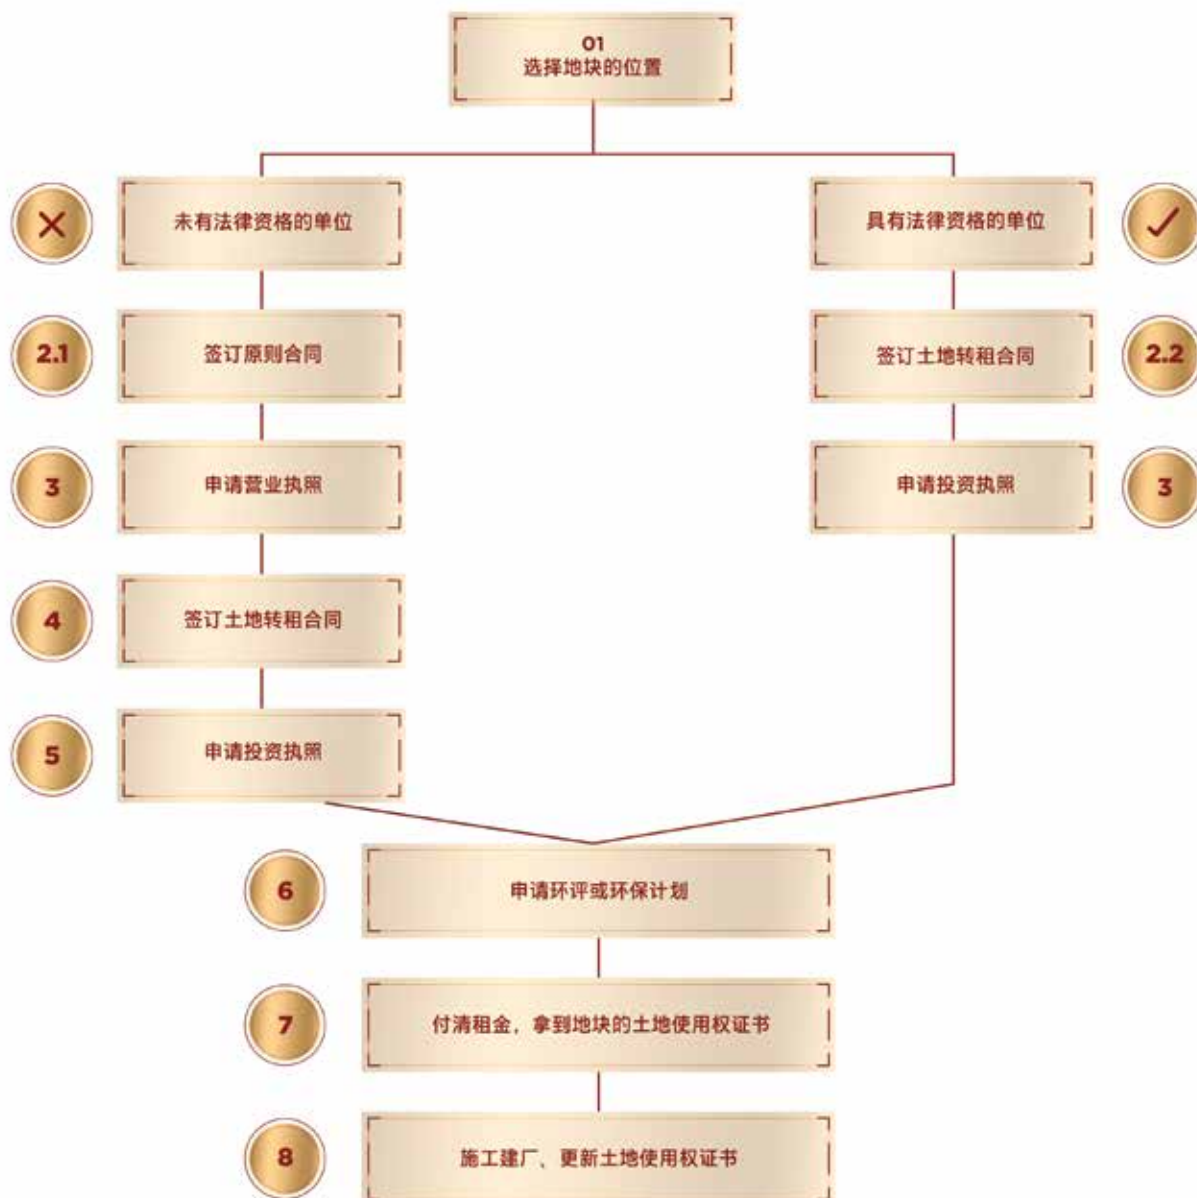 01
选择地块的位置
未有法律资格的单位
具有法律资格的单位
2.1
签订原则合同
签订土地转租合同
2.2
3
申请营业执照
申请投资执照
3
4
签订土地转租合同
5
申请投资执照
6
申请环评或环保计划
7
付清租金，拿到地块的土地使用权证书
8
施工建厂、更新土地使用权证书